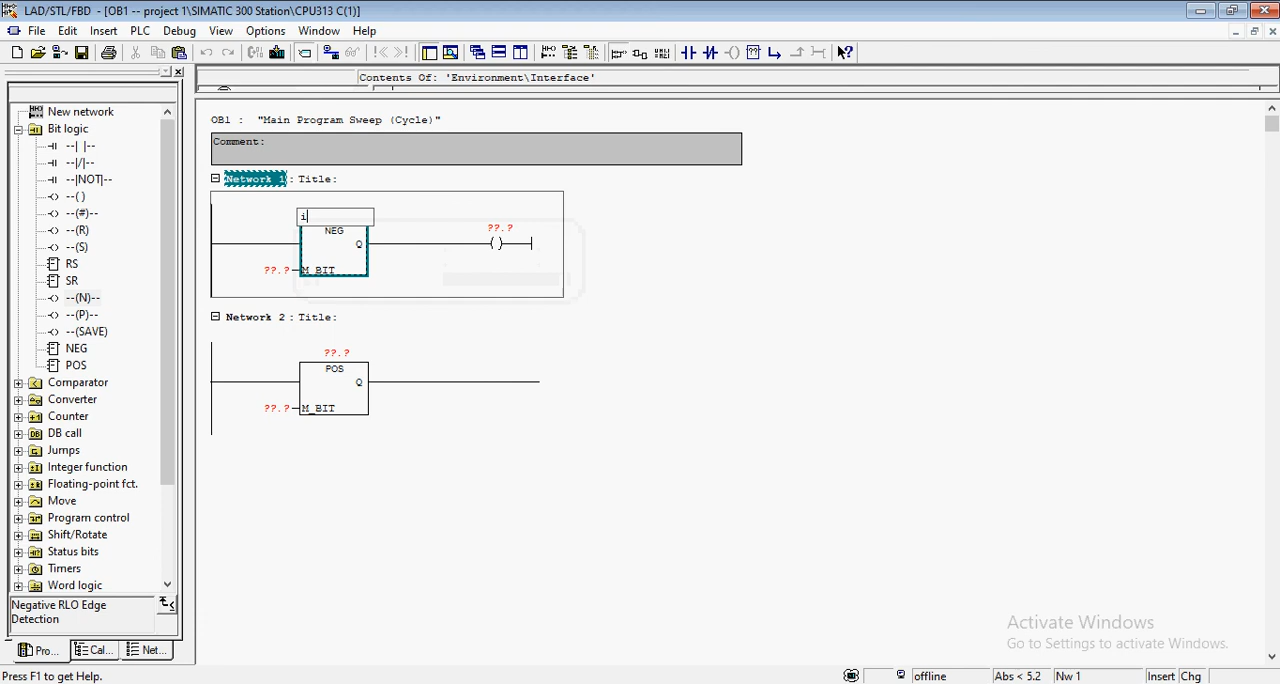 LAD/STL/FBD - [OB1 -- project 1\SIMATIC 300 Station\CPU313 C(1)]
File Edit Insert PLC Debug View Options Window Help
Contents Of: 'Environment\Interface'
New network
Bit logic
--| |--
--|/|--
--|NOT|--
--( )
--(#)--
--(R)
--(S)
RS
SR
--(N)--
--(P)--
--(SAVE)
NEG
POS
Comparator
Converter
Counter
DB call
Jumps
Integer function
Floating-point fct.
Move
Program control
Shift/Rotate
Status bits
Timers
Word logic
Negative RLO Edge
Detection
Pro... Cal... Net...
OB1 : "Main Program Sweep (Cycle)"
Comment:
Network 1: Title:
i
NEG
??.?
Q
( )
??.? M_BIT
Network 2: Title:
??.?
POS
Q
??.? M_BIT
Activate Windows
Go to Settings to activate Windows.
Press F1 to get Help.
offline Abs < 5.2 Nw 1 Insert Chg